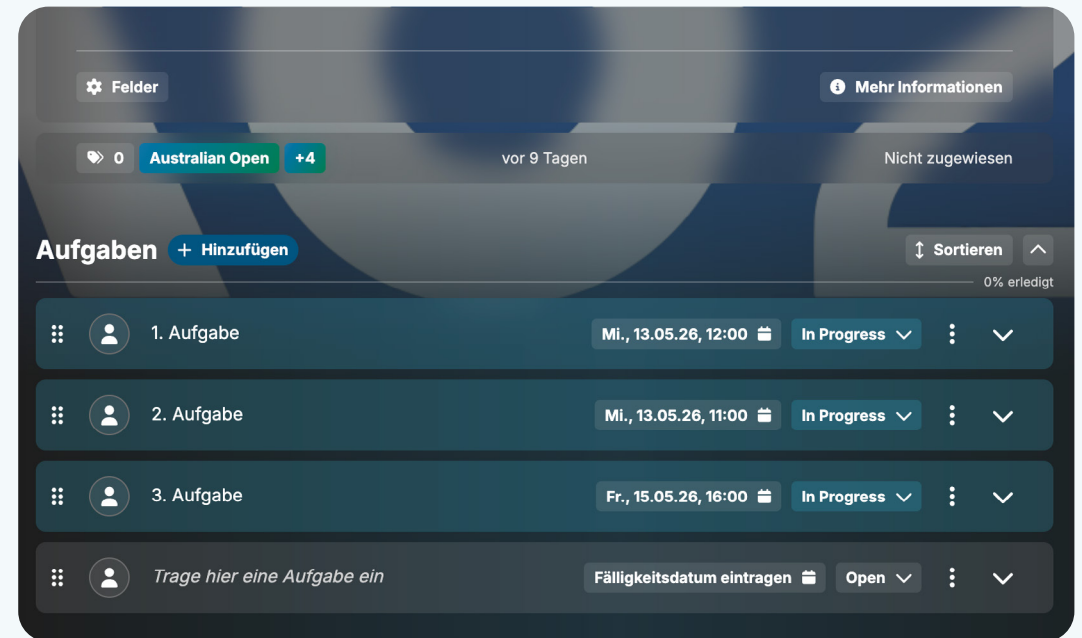 Felder
Mehr Informationen
0 Australian Open +4
vor 9 Tagen
Nicht zugewiesen
Aufgaben + Hinzufügen
Sortieren
0% erledigt
1. Aufgabe Mi., 13.05.26, 12:00 In Progress
2. Aufgabe Mi., 13.05.26, 11:00 In Progress
3. Aufgabe Fr., 15.05.26, 16:00 In Progress
Trage hier eine Aufgabe ein Fälligkeitsdatum eintragen Open